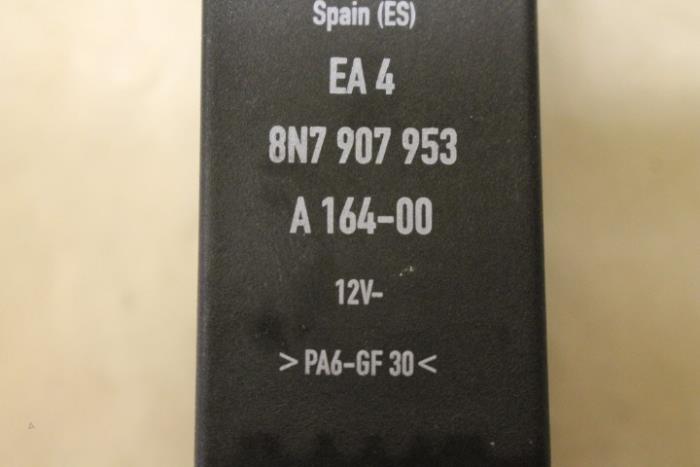 Spain (ES)
EA 4
8N7 907 953
A 164-00
12V-
>PA6-GF 30<